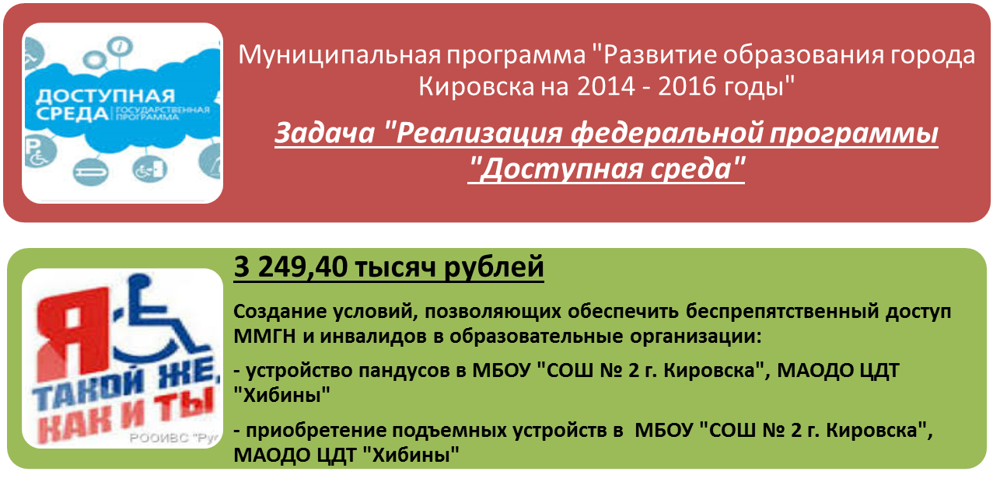 ДОСТУПНАЯ
СРЕДА
ГОСУДАРСТВЕННАЯ
ПРОГРАММА
P
Муниципальная программа "Развитие образования города
Кировска на 2014 - 2016 годы"
Задача "Реализация федеральной программы
"Доступная среда"
Я
ТАКОЙ ЖЕ,
КАК И ТЫ
РООИВС "Рус
3 249,40 тысяч рублей
Создание условий, позволяющих обеспечить беспрепятственный доступ
ММГН и инвалидов в образовательные организации:
- устройство пандусов в МБОУ "СОШ № 2 г. Кировска", МАОДО ЦДТ
"Хибины"
- приобретение подъемных устройств в  МБОУ "СОШ № 2 г. Кировска",
МАОДО ЦДТ "Хибины"